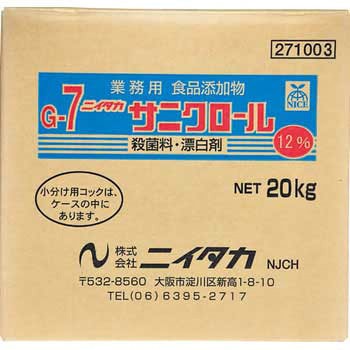 271003
業務用 食品添加物
NICE
G-7 ニイタカ サニクロール
殺菌料・漂白剤
12%
小分け用コックは、
ケースの中に
あります。
NET 20kg
株式会社 ニイタカ NJCH
〒532-8560 大阪市淀川区新高1-8-10
TEL(06)6395-2717